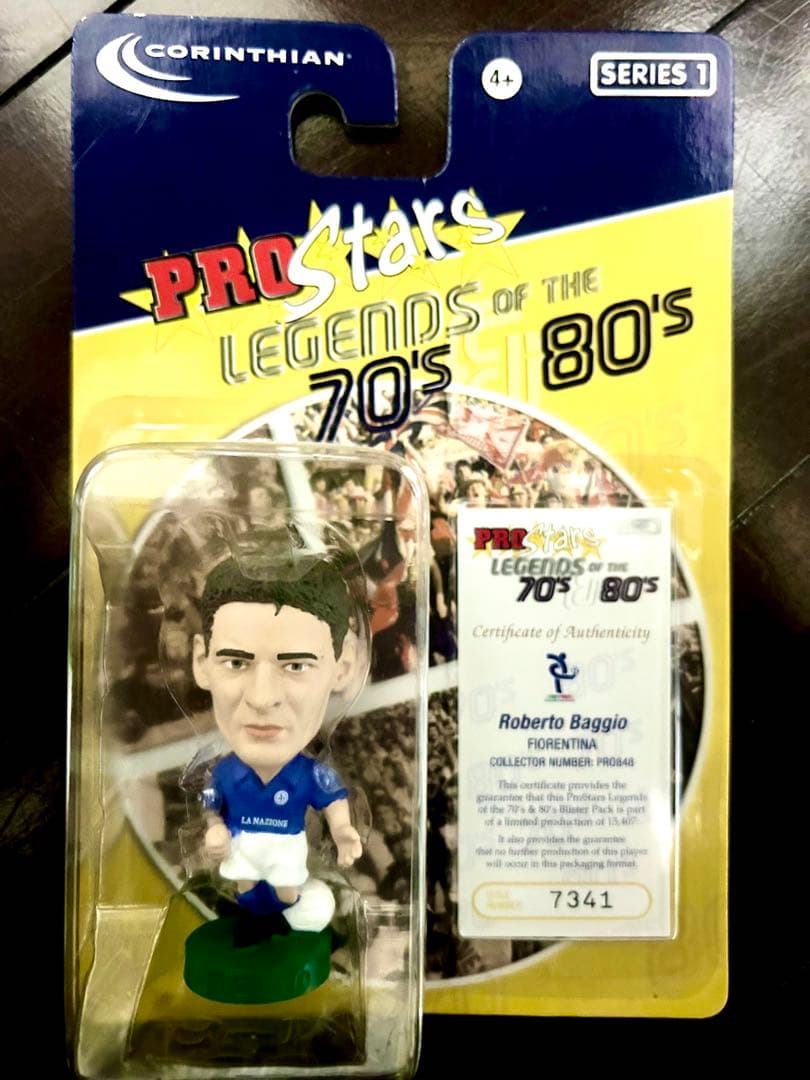 CORINTHIAN
4+
SERIES 1
PROStars
LEGENDS OF THE
70'S 80'S
PROStars
LEGENDS OF THE
70'S 80'S
Certificate of Authenticity
Roberto Baggio
FIORENTINA
COLLECTOR NUMBER: PRO848
This certificate provides the
guarantee that this ProStars Legends
of the 70's & 80's Blister Pack is part
of a limited production of 15,407.
It also provides the guarantee
that no further production of this player
will occur in this packaging format.
7341
LA NAZIONE